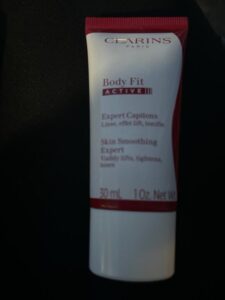 CLARINS
PARIS
Body Fit
ACTIVE
Expert Capitons
Lisse, effet lift, tonifie
Skin Smoothing
Expert
Visibly lifts, tightens,
tones
30 mL 1 Oz. Net Wt.